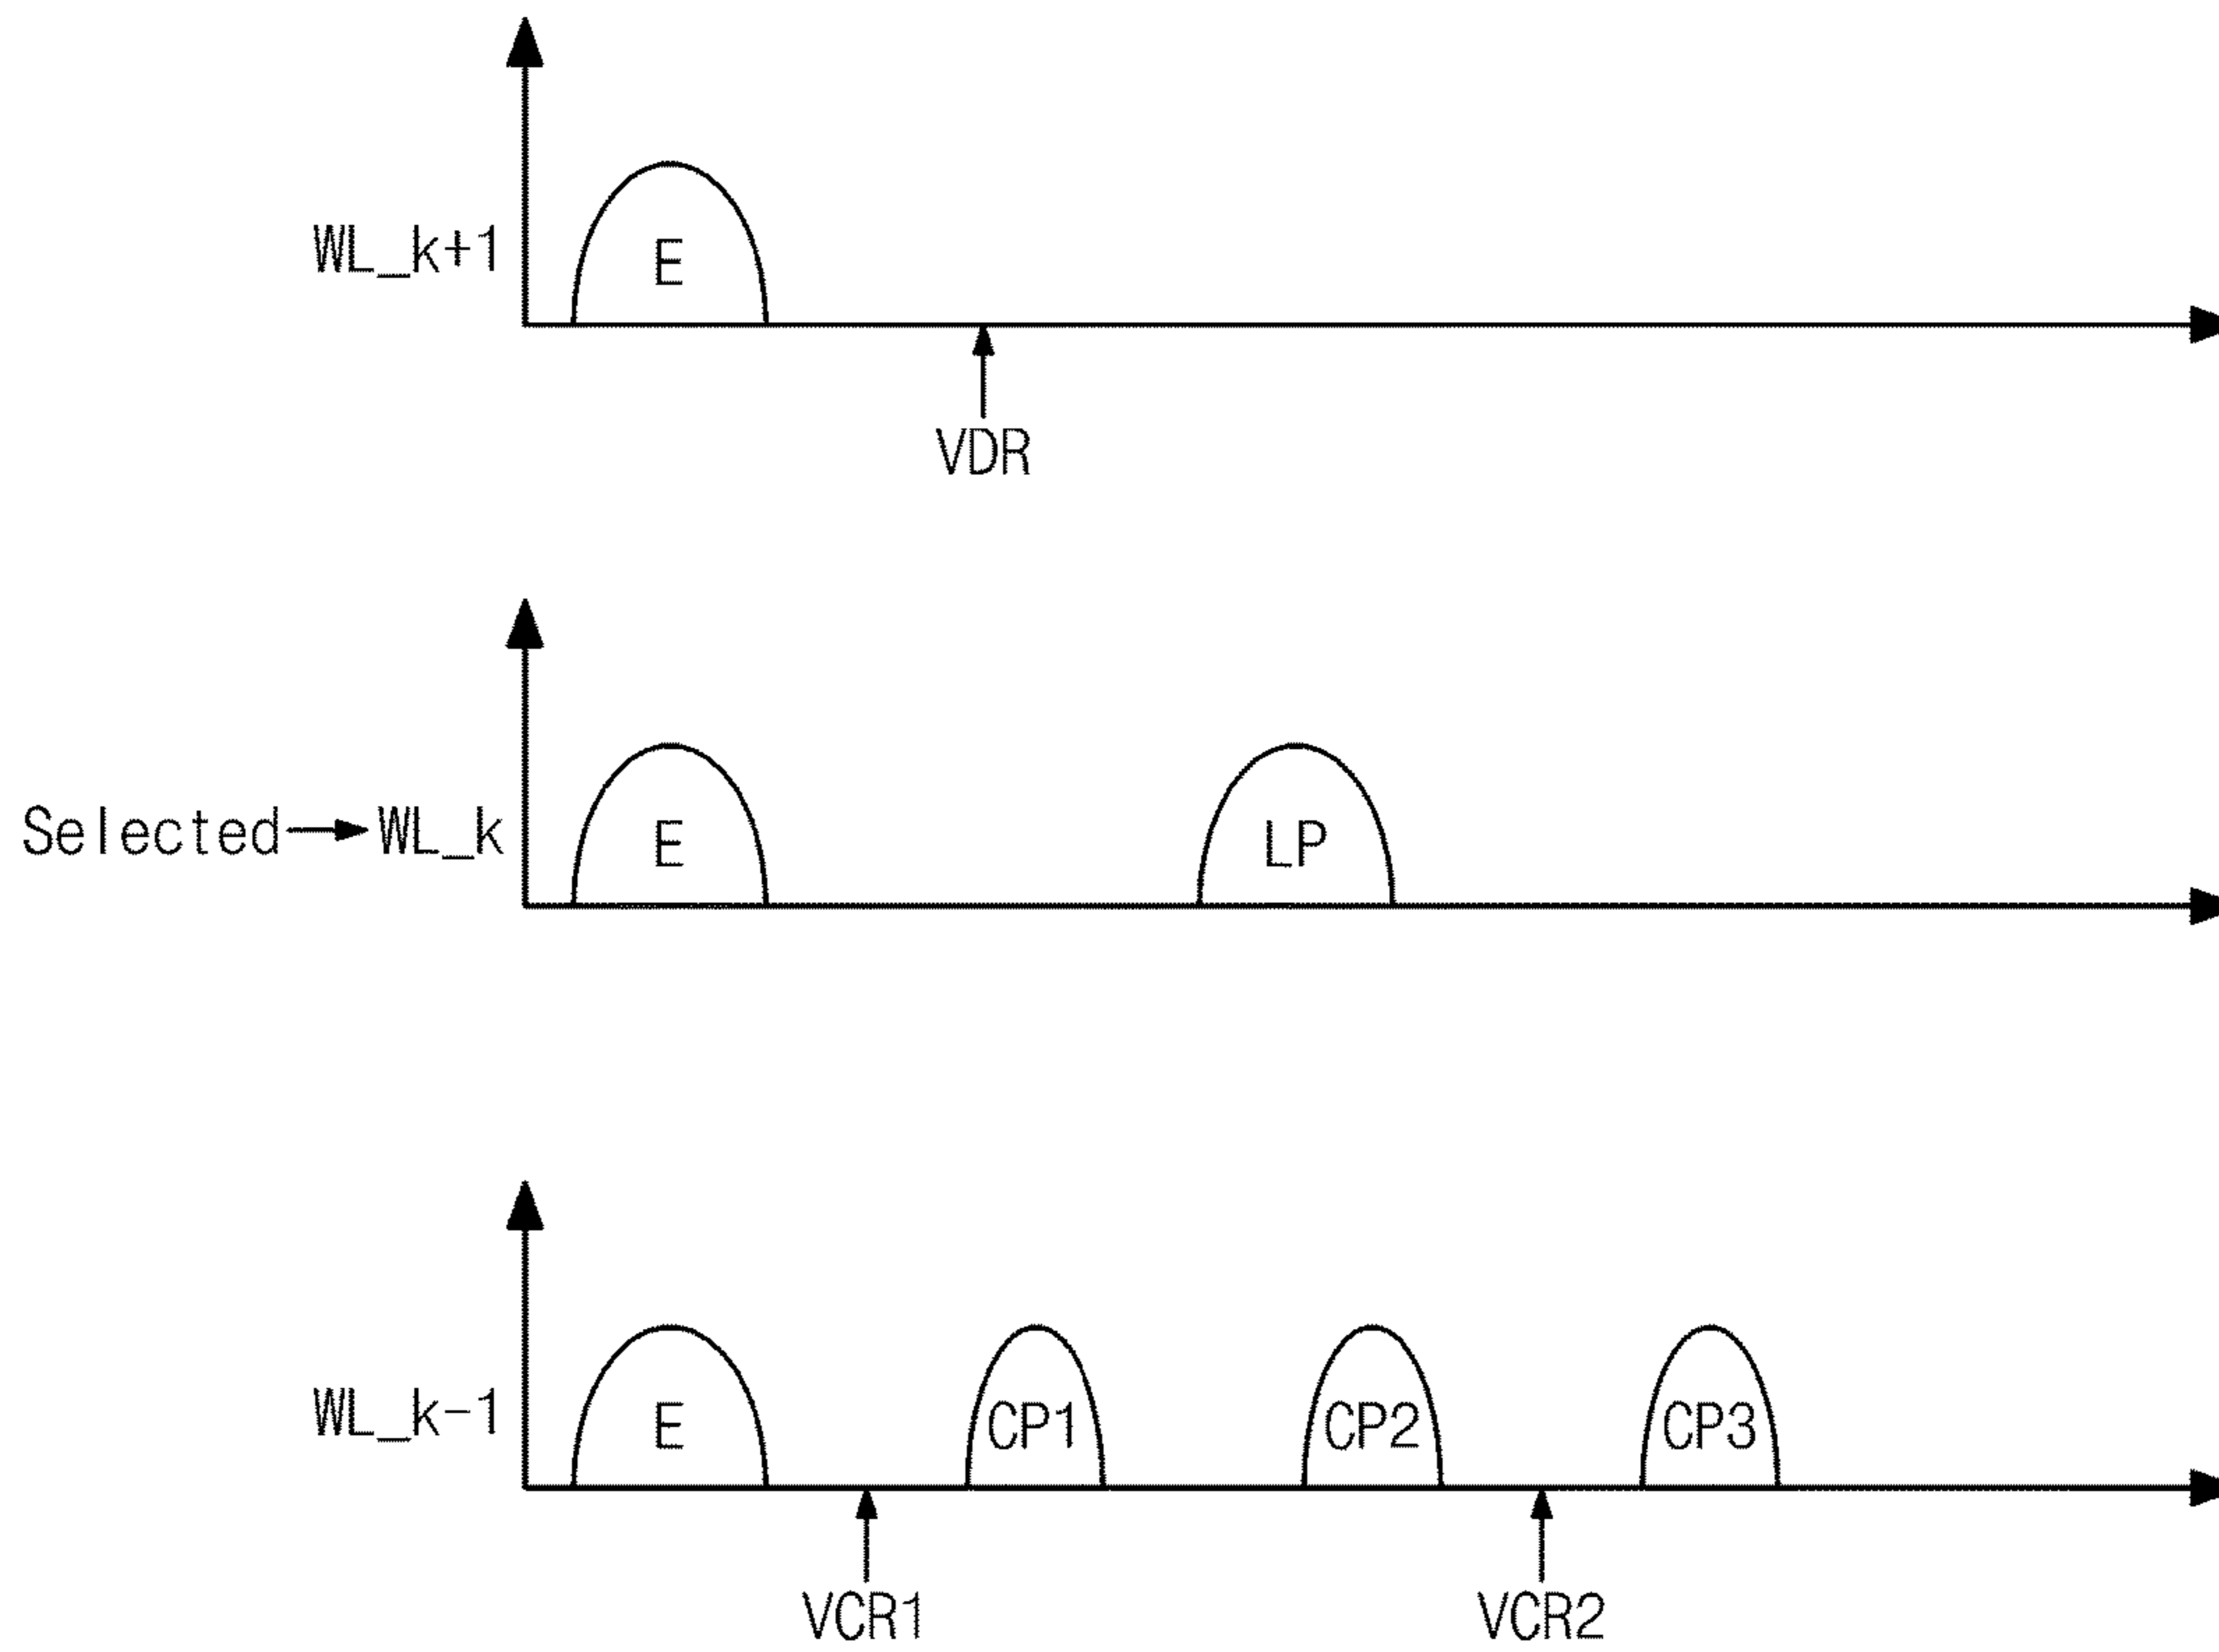 WL_k+1
E
VDR
Selected
WL_k
E
LP
WL_k-1
E
CP1
CP2
CP3
VCR1
VCR2